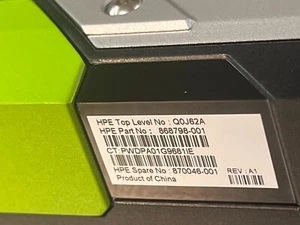 HPE Top Level No : Q0J62A
HPE Part No : 868798-001
CT:PWDPA01G9681IE
HPE Spare No : 870046-001 REV : A1
Product of China